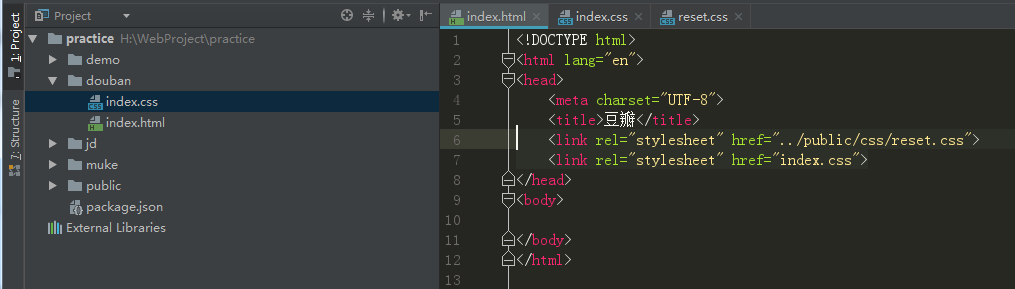 1: Project
7: Structure
Project
practice H:\WebProject\practice
demo
douban
index.css
index.html
jd
muke
public
package.json
External Libraries
index.html
index.css
reset.css
1 <!DOCTYPE html>
2 <html lang="en">
3 <head>
4 <meta charset="UTF-8">
5 <title>豆瓣</title>
6 <link rel="stylesheet" href="../public/css/reset.css">
7 <link rel="stylesheet" href="index.css">
8 </head>
9 <body>
10
11 </body>
12 </html>
13